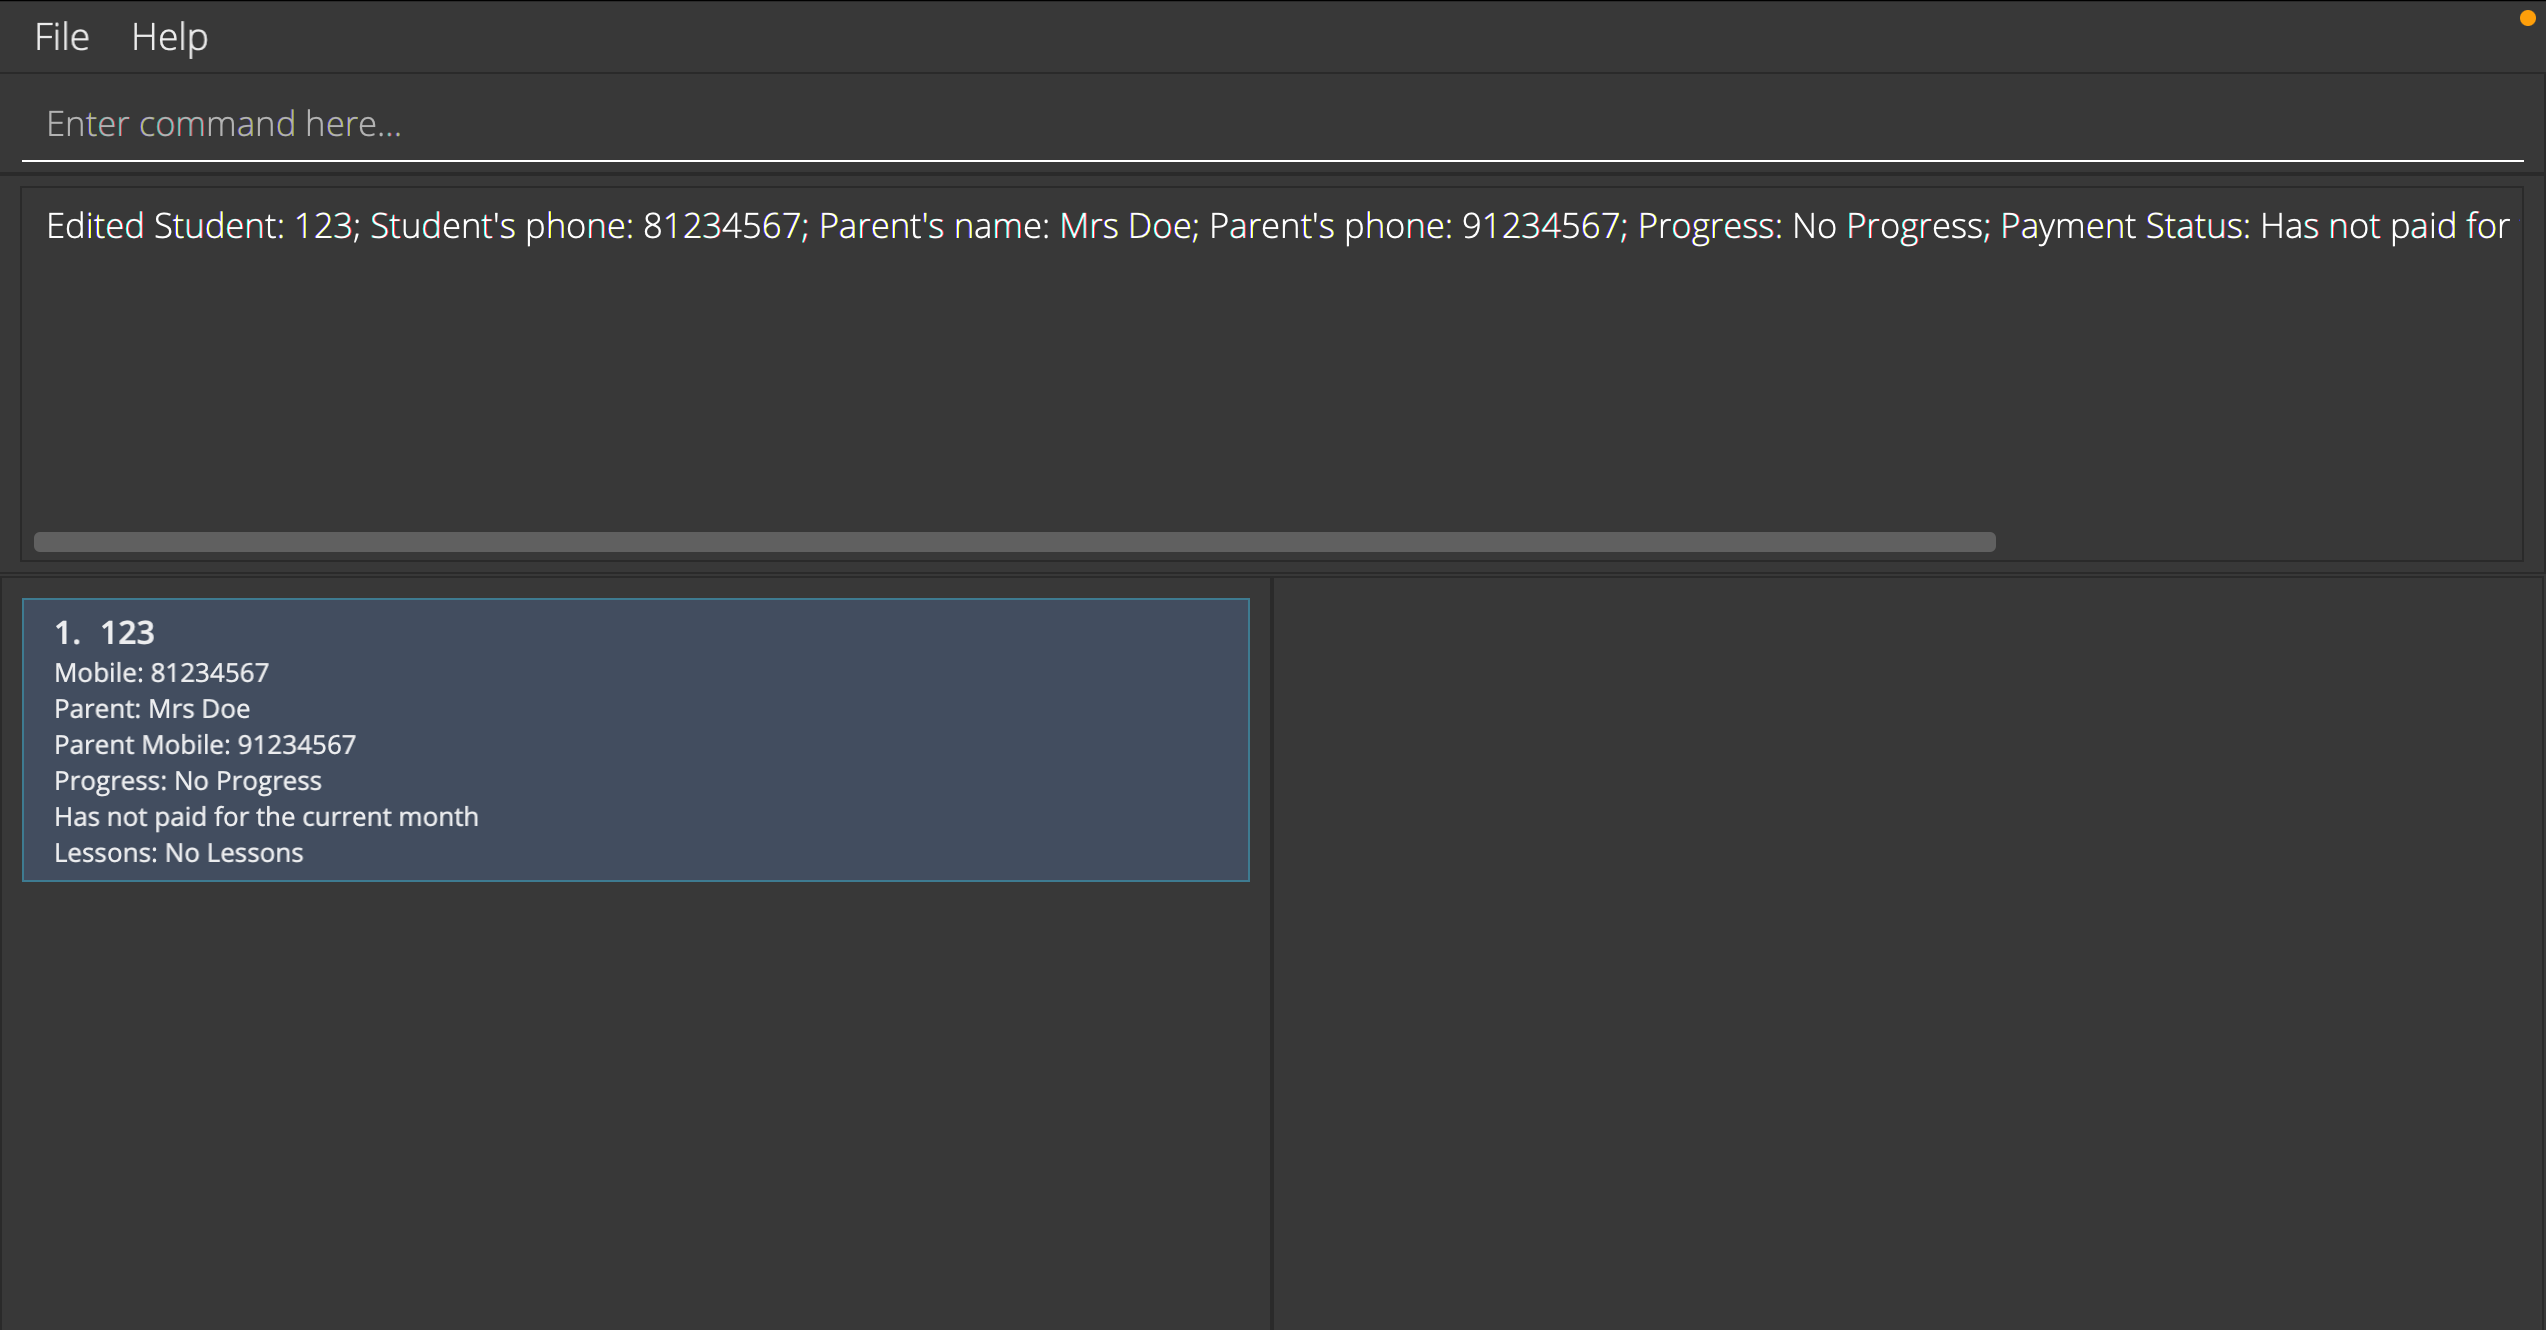 File Help
Enter command here...
Edited Student: 123; Student's phone: 81234567; Parent's name: Mrs Doe; Parent's phone: 91234567; Progress: No Progress; Payment Status: Has not paid for
1. 123
Mobile: 81234567
Parent: Mrs Doe
Parent Mobile: 91234567
Progress: No Progress
Has not paid for the current month
Lessons: No Lessons